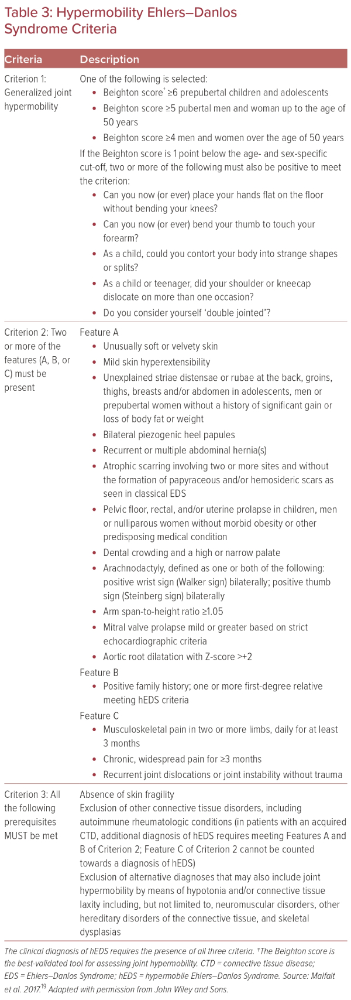 Table 3: Hypermobility Ehlers–Danlos
Syndrome Criteria
Criteria Description
Criterion 1:
Generalized joint
hypermobility
One of the following is selected:
• Beighton score† ≥6 prepubertal children and adolescents
• Beighton score ≥5 pubertal men and woman up to the age of
50 years
• Beighton score ≥4 men and women over the age of 50 years
If the Beighton score is 1 point below the age- and sex-specific
cut-off, two or more of the following must also be positive to meet
the criterion:
• Can you now (or ever) place your hands flat on the floor
without bending your knees?
• Can you now (or ever) bend your thumb to touch your
forearm?
• As a child, could you contort your body into strange shapes
or splits?
• As a child or teenager, did your shoulder or kneecap
dislocate on more than one occasion?
• Do you consider yourself ‘double jointed’?
Criterion 2: Two
or more of the
features (A, B, or
C) must be
present
Feature A
• Unusually soft or velvety skin
• Mild skin hyperextensibility
• Unexplained striae distensae or rubae at the back, groins,
thighs, breasts and/or abdomen in adolescents, men or
prepubertal women without a history of significant gain or
loss of body fat or weight
• Bilateral piezogenic heel papules
• Recurrent or multiple abdominal hernia(s)
• Atrophic scarring involving two or more sites and without
the formation of papyraceous and/or hemosideric scars as
seen in classical EDS
• Pelvic floor, rectal, and/or uterine prolapse in children, men
or nulliparous women without morbid obesity or other
predisposing medical condition
• Dental crowding and a high or narrow palate
• Arachnodactyly, defined as one or both of the following:
positive wrist sign (Walker sign) bilaterally; positive thumb
sign (Steinberg sign) bilaterally
• Arm span-to-height ratio ≥1.05
• Mitral valve prolapse mild or greater based on strict
echocardiographic criteria
• Aortic root dilatation with Z-score >+2
Feature B
• Positive family history; one or more first-degree relative
meeting hEDS criteria
Feature C
• Musculoskeletal pain in two or more limbs, daily for at least
3 months
• Chronic, widespread pain for ≥3 months
• Recurrent joint dislocations or joint instability without trauma
Criterion 3: All
the following
prerequisites
MUST be met
Absence of skin fragility
Exclusion of other connective tissue disorders, including
autoimmune rheumatologic conditions (in patients with an acquired
CTD, additional diagnosis of hEDS requires meeting Features A and
B of Criterion 2; Feature C of Criterion 2 cannot be counted
towards a diagnosis of hEDS)
Exclusion of alternative diagnoses that may also include joint
hypermobility by means of hypotonia and/or connective tissue
laxity including, but not limited to, neuromuscular disorders, other
hereditary disorders of the connective tissue, and skeletal
dysplasias
The clinical diagnosis of hEDS requires the presence of all three criteria. †The Beighton score is
the best-validated tool for assessing joint hypermobility. CTD = connective tissue disease;
EDS = Ehlers–Danlos Syndrome; hEDS = hypermobile Ehlers–Danlos Syndrome. Source: Malfait
et al. 2017.19 Adapted with permission from John Wiley and Sons.